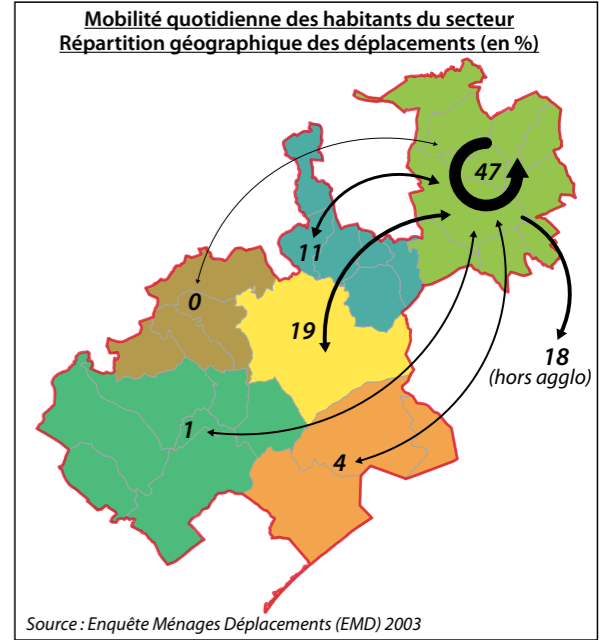 Mobilité quotidienne des habitants du secteur
Répartition géographique des déplacements (en %)
47
11
0
19
18
(hors agglo)
1
4
Source : Enquête Ménages Déplacements (EMD) 2003